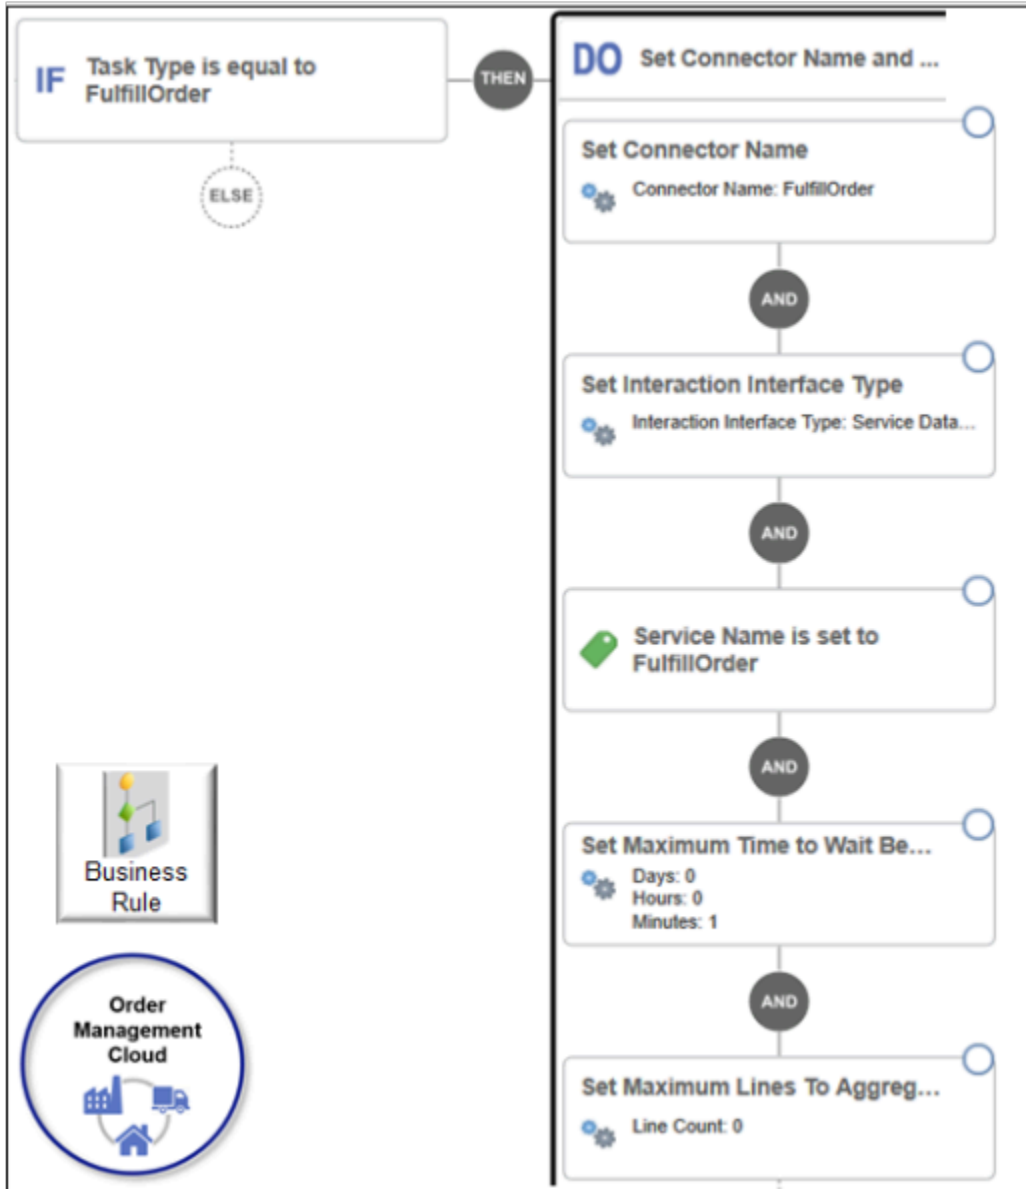 IF
Task Type is equal to
FulfillOrder
THEN
ELSE
DO
Set Connector Name and ...
Set Connector Name
Connector Name: FulfillOrder
AND
Set Interaction Interface Type
Interaction Interface Type: Service Data...
AND
Service Name is set to
FulfillOrder
AND
Set Maximum Time to Wait Be...
Days: 0
Hours: 0
Minutes: 1
AND
Set Maximum Lines To Aggreg...
Line Count: 0
Business
Rule
Order
Management
Cloud